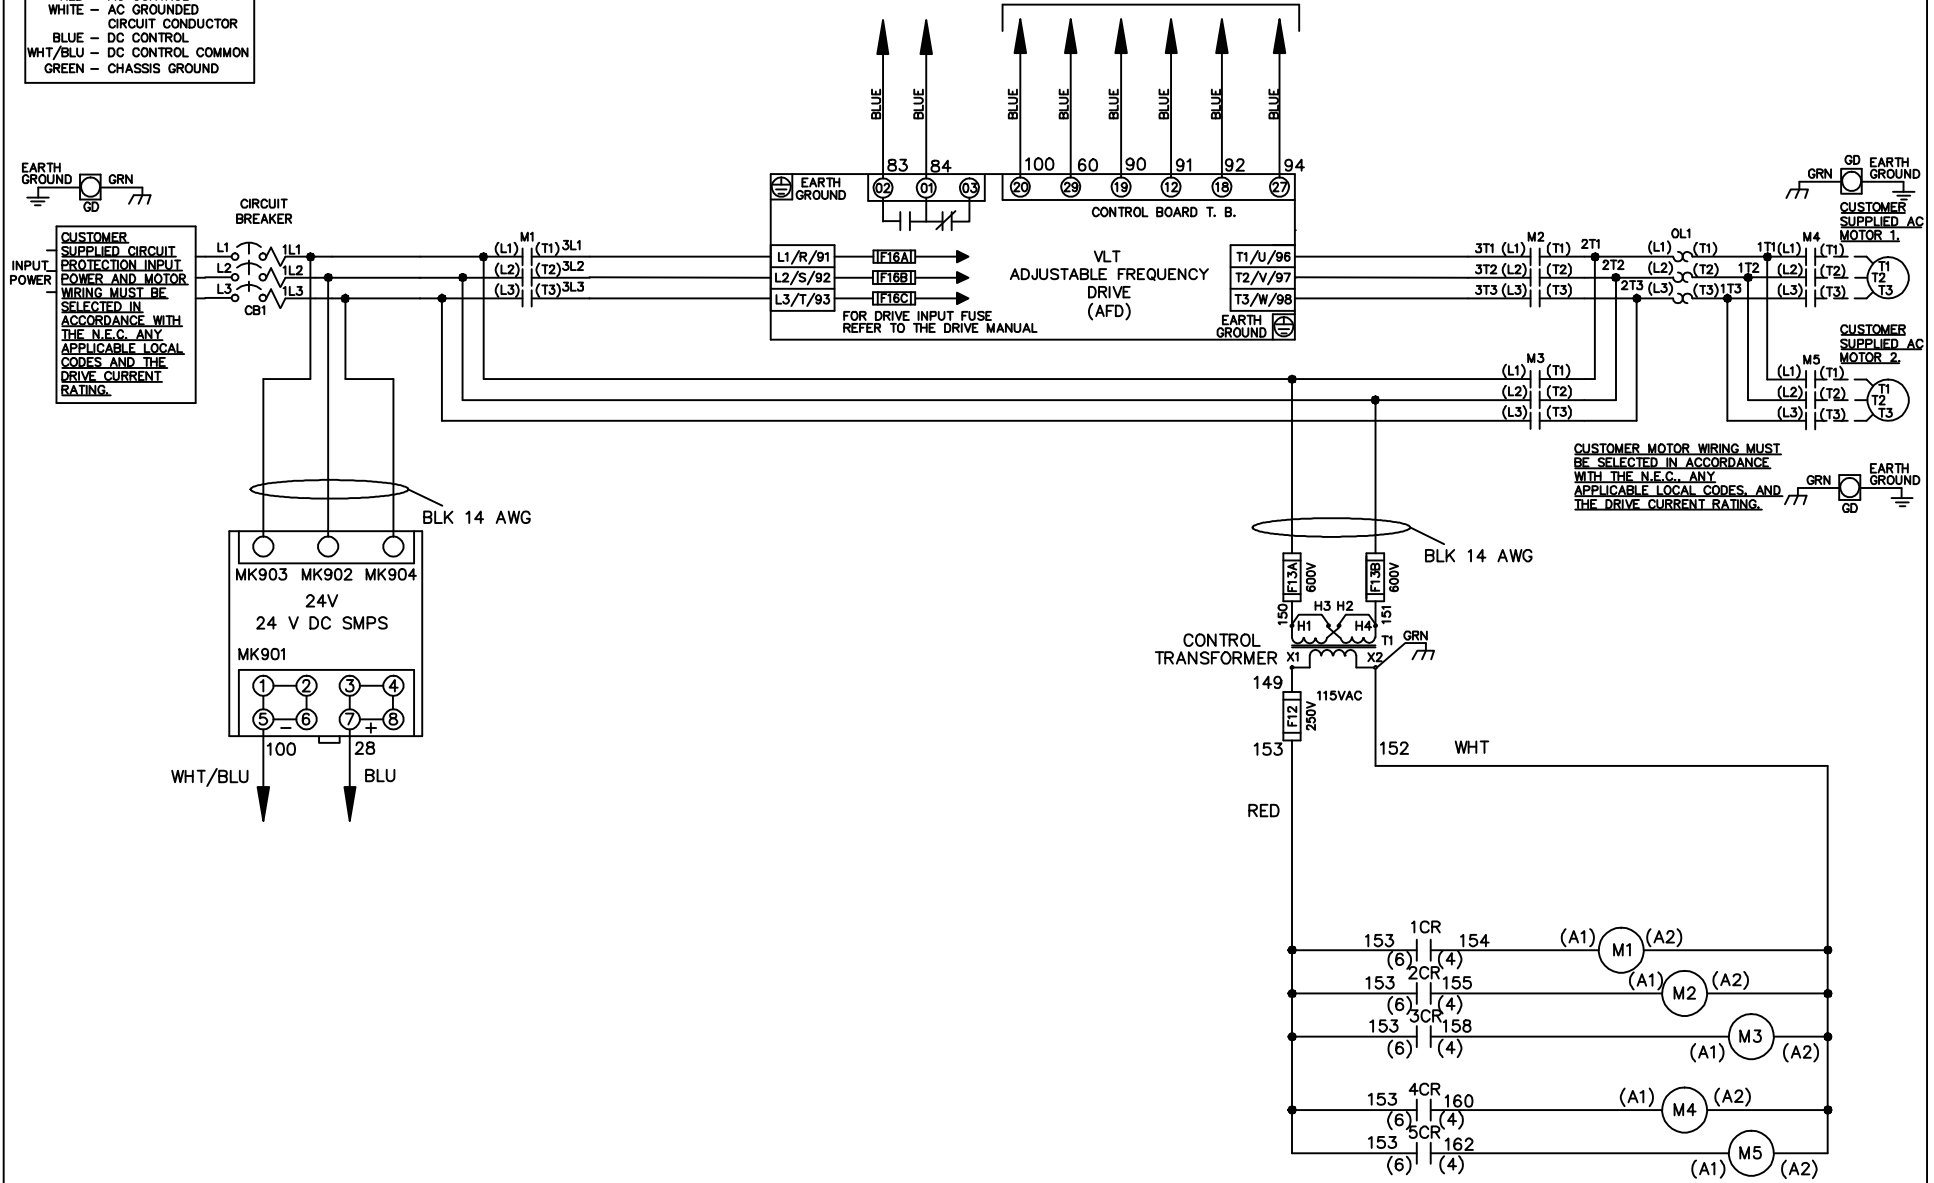 WHITE – AC GROUNDED
CIRCUIT CONDUCTOR
BLUE – DC CONTROL
WHT/BLU – DC CONTROL COMMON
GREEN – CHASSIS GROUND
BLUE BLUE BLUE BLUE BLUE BLUE BLUE BLUE
83 84 100 60 90 91 92 94
02 01 03 20 29 19 12 18 27
EARTH
GROUND
GRN
GD
CIRCUIT
BREAKER
INPUT
POWER
CUSTOMER
SUPPLIED CIRCUIT
PROTECTION INPUT
POWER AND MOTOR
WIRING MUST BE
SELECTED IN
ACCORDANCE WITH
THE N.E.C. ANY
APPLICABLE LOCAL
CODES AND THE
DRIVE CURRENT
RATING.
L1 1L1
L2 1L2
L3 1L3
CB1
M1
(L1) (T1) 3L1
(L2) (T2) 3L2
(L3) (T3) 3L3
EARTH
GROUND
CONTROL BOARD T. B.
L1/R/91 F16A
L2/S/92 F16B
L3/T/93 F16C
FOR DRIVE INPUT FUSE
REFER TO THE DRIVE MANUAL
VLT
ADJUSTABLE FREQUENCY
DRIVE
(AFD)
T1/U/96
T2/V/97
T3/W/98
EARTH
GROUND
M2
3T1 (L1) (T1) 2T1
3T2 (L2) (T2) 2T2
3T3 (L3) (T3) 2T3
OL1
(L1) (T1) 1T1
(L2) (T2) 1T2
(L3) (T3) 1T3
M4
(L1) (T1)
(L2) (T2)
(L3) (T3)
T1
T2
T3
GRN
GD
EARTH
GROUND
CUSTOMER
SUPPLIED AC
MOTOR 1.
M3
(L1) (T1)
(L2) (T2)
(L3) (T3)
CUSTOMER
SUPPLIED AC
MOTOR 2.
M5
(L1) (T1)
(L2) (T2)
(L3) (T3)
T1
T2
T3
CUSTOMER MOTOR WIRING MUST
BE SELECTED IN ACCORDANCE
WITH THE N.E.C., ANY
APPLICABLE LOCAL CODES, AND
THE DRIVE CURRENT RATING.
GRN
GD
EARTH
GROUND
BLK 14 AWG
MK903 MK902 MK904
24V
24 V DC SMPS
MK901
1 2 3 4
5 – 6 7 + 8
100 28
WHT/BLU BLU
BLK 14 AWG
F13A 600V F13B 600V
150 H3 H2 151
H1 H4
T1
GRN
CONTROL
TRANSFORMER
X1 X2
149
115VAC
F12 250V
153 152 WHT
RED
1CR
153 154 (A1) M1 (A2)
(6) (4)
2CR
153 155 (A1) M2 (A2)
(6) (4)
3CR
153 158 M3
(6) (4) (A1) (A2)
4CR
153 160 (A1) M4 (A2)
(6) (4)
5CR
153 162 M5
(6) (4) (A1) (A2)